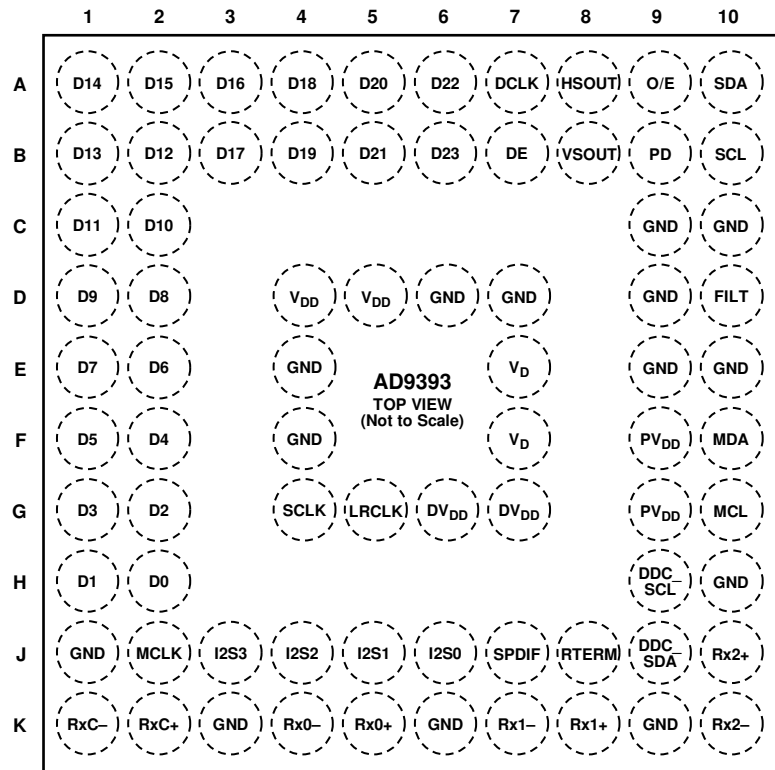 1 2 3 4 5 6 7 8 9 10
A D14 D15 D16 D18 D20 D22 DCLK HSOUT O/E SDA
B D13 D12 D17 D19 D21 D23 DE VSOUT PD SCL
C D11 D10 GND GND
D D9 D8 VDD VDD GND GND GND FILT
E D7 D6 GND VD GND GND
AD9393
TOP VIEW
(Not to Scale)
F D5 D4 GND VD PVDD MDA
G D3 D2 SCLK LRCLK DVDD DVDD PVDD MCL
H D1 D0 DDC_SCL GND
J GND MCLK I2S3 I2S2 I2S1 I2S0 SPDIF RTERM DDC_SDA Rx2+
K RxC– RxC+ GND Rx0– Rx0+ GND Rx1– Rx1+ GND Rx2–